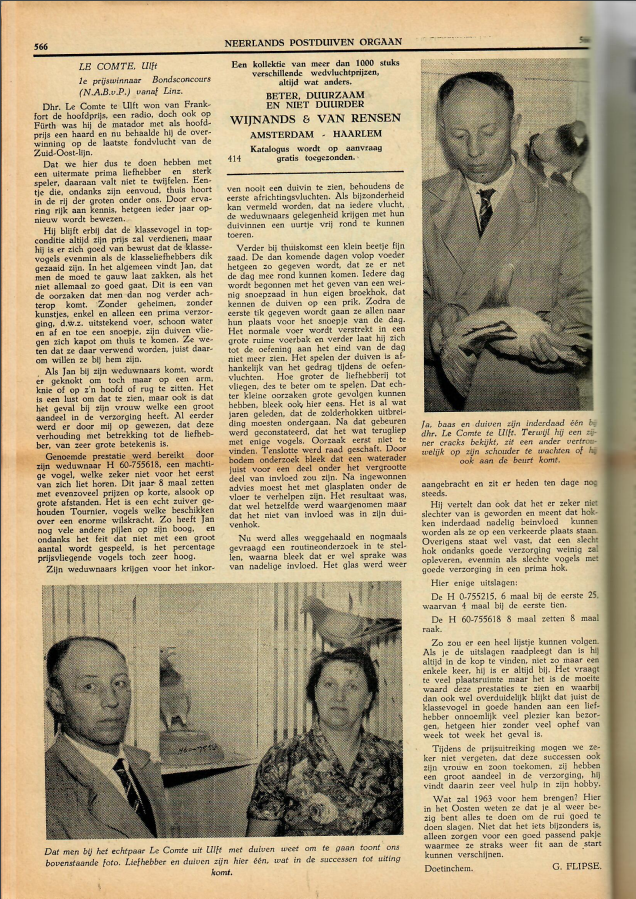 566
NEERLANDS POSTDUIVEN ORGAAN
LE COMTE, Ulft
1e prijswinnaar Bondsconcours
(N.A.B.v.P.) vanaf Linz.
Dhr. Le Comte te Ulft won van Frank-
fort de hoofdprijs, een radio, doch ook op
Fürth was hij de matador met als hoofd-
prijs een haard en nu behaalde hij de over-
winning op de laatste fondvlucht van de
Zuid-Oost-lijn.
Dat we hier dus te doen hebben met
een uitermate prima liefhebber en sterk
speler, daaraan valt niet te twijfelen. Een-
tje die, ondanks zijn eenvoud, thuis hoort
in de rij der groten onder ons. Door erva-
ring rijk aan kennis, hetgeen ieder jaar op-
nieuw wordt bewezen.
Hij blijft erbij dat de klassevogel in top-
conditie altijd zijn prijs zal verdienen, maar
hij is er zich goed van bewust dat de klasse-
vogels evenmin als de klasseliefhebbers dik
gezaaid zijn. In het algemeen vindt Jan, dat
men de moed te gauw laat zakken, als het
niet allemaal zo goed gaat. Dit is een van
de oorzaken dat men dan nog verder ach-
terop komt. Zonder geheimen, zonder
kunstjes, enkel en alleen een prima verzor-
ging, d.w.z. uitstekend voer, schoon water
en af en toe een snoepje, zijn duiven vlie-
gen zich kapot om thuis te komen. Ze we-
ten dat ze daar verwend worden, juist daar-
om willen ze bij hem zijn.
Als Jan bij zijn weduwnaars komt, wordt
er geknokt om toch maar op een arm,
knie of op z'n hoofd of rug te zitten. Het
is een lust om dat te zien, maar ook is dat
het geval bij zijn vrouw welke een groot
aandeel in de verzorging heeft. Al eerder
werd er door mij op gewezen, dat deze
verhouding met betrekking tot de liefheb-
ber, van zeer grote betekenis is.
Genoemde prestatie werd bereikt door
zijn weduwnaar H 60-755618, een machti-
ge vogel, welke zeker niet voor het eerst
van zich liet horen. Dit jaar 8 maal zetten
met evenzoveel prijzen op korte, alsook op
grote afstanden. Het is een echt zuiver ge-
houden Tournier, vogels welke beschikken
over een enorme wilskracht. Zo heeft Jan
nog vele andere pijlen op zijn boog, en
ondanks het feit dat niet met een groot
aantal wordt gespeeld, is het percentage
prijsvliegende vogels toch zeer hoog.
Zijn weduwnaars krijgen voor het inkor-
Een kollektie van meer dan 1000 stuks
verschillende wedvluchtprijzen,
altijd wat anders.
BETER, DUURZAAM
EN NIET DUURDER
WIJNANDS & VAN RENSEN
AMSTERDAM - HAARLEM
Katalogus wordt op aanvraag
414 gratis toegezonden.
ven nooit een duivin te zien, behoudens de
eerste africhtingsvluchten. Als bijzonderheid
kan vermeld worden, dat na iedere vlucht,
de weduwnaars gelegenheid krijgen met hun
duivinnen een uurtje vrij rond te kunnen
toeren.
Verder bij thuiskomst een klein beetje fijn
zaad. De dan komende dagen volop voeder
hetgeen zo gegeven wordt, dat ze er net
de dag mee rond kunnen komen. Iedere dag
wordt begonnen met het geven van een wei-
nig snoepzaad in hun eigen broekhok, dat
kennen de duiven op een prik. Zodra de
eerste tik gegeven wordt gaan ze allen naar
hun plaats voor het snoepje van de dag.
Het normale voer wordt verstrekt in een
grote ruime voerbak en verder laat hij zich
tot de oefening aan het eind van de dag
niet meer zien. Het spelen der duiven is af-
hankelijk van het gedrag tijdens de oefen-
vluchten. Hoe groter de liefhebberij tot
vliegen, des te beter om te spelen. Dat ech-
ter kleine oorzaken grote gevolgen kunnen
hebben, bleek ook hier eens. Het is al wat
jaren geleden, dat de zolderhokken uitbrei-
ding moesten ondergaan. Na dat gebeuren
werd geconstateerd, dat het wat terugliep
met enige vogels. Oorzaak eerst niet te
vinden. Tenslotte werd raad geschaft. Door
bodem onderzoek bleek dat een waterader
juist voor een deel onder het vergrootte
deel van invloed zou zijn. Na ingewonnen
advies moest het met glasplaten onder de
vloer te verhelpen zijn. Het resultaat was,
dat wel hetzelfde werd waargenomen maar
dat het niet van invloed was in zijn dui-
venhok.
Nu werd alles weggehaald en nogmaals
gevraagd een routineonderzoek in te stel-
len, waarna bleek dat er wel sprake was
van nadelige invloed. Het glas werd weer
Ja, baas en duiven zijn inderdaad één bij
dhr. Le Comte te Ulft. Terwijl hij een zij-
ner cracks bekijkt, zit een ander vertrou-
welijk op zijn schouder te wachten of hij
ook aan de beurt komt.
aangebracht en zit er heden ten dage nog
steeds.
Hij vertelt dan ook dat het er zeker niet
slechter van is geworden en meent dat hok-
ken inderdaad nadelig beinvloed kunnen
worden als ze op een verkeerde plaats staan.
Overigens staat wel vast, dat een slecht
hok ondanks goede verzorging weinig zal
opleveren, evenmin als slechte vogels met
goede verzorging in een prima hok.
Hier enige uitslagen:
De H 0-755215, 6 maal bij de eerste 25,
waarvan 4 maal bij de eerste tien.
De H 60-755618 8 maal zetten 8 maal
raak.
Zo zou er een heel lijstje kunnen volgen.
Als je de uitslagen raadpleegt dan is hij
altijd in de kop te vinden, niet zo maar een
enkele keer, hij is er altijd bij. Het vraagt
te veel plaatsruimte maar het is de moeite
waard deze prestaties te zien en waarbij
dan ook wel overduidelijk blijkt dat juist de
klassevogel in goede handen aan een lief-
hebber onnoemlijk veel plezier kan bezor-
gen, hetgeen hier zonder veel ophef van
week tot week het geval is.
Tijdens de prijsuitreiking mogen we ze-
ker niet vergeten, dat deze successen ook
zijn vrouw en zoon toekomen, zij hebben
een groot aandeel in de verzorging, hij
vindt daarin zeer veel hulp in zijn hobby.
Wat zal 1963 voor hem brengen? Hier
in het Oosten weten ze dat je al weer be-
zig bent alles te doen om de rui goed te
doen slagen. Niet dat het iets bijzonders is,
alleen zorgen voor een goed passend pakje
waarmee ze straks weer fit aan de start
kunnen verschijnen.
Doetinchem. G. FLIPSE.
Dat men bij het echtpaar Le Comte uit Ulft met duiven weet om te gaan toont ons
bovenstaande foto. Liefhebber en duiven zijn hier één, wat in de successen tot uiting
komt.